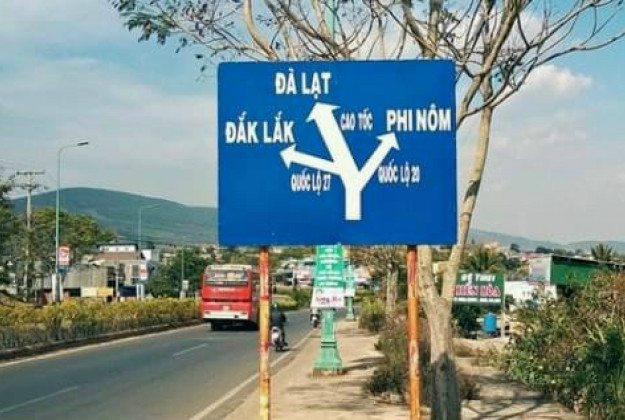 ĐÀ LẠT
ĐẮK LẮK
CAO TỐC
PHI NÔM
QUỐC LỘ 27
QUỐC LỘ 20